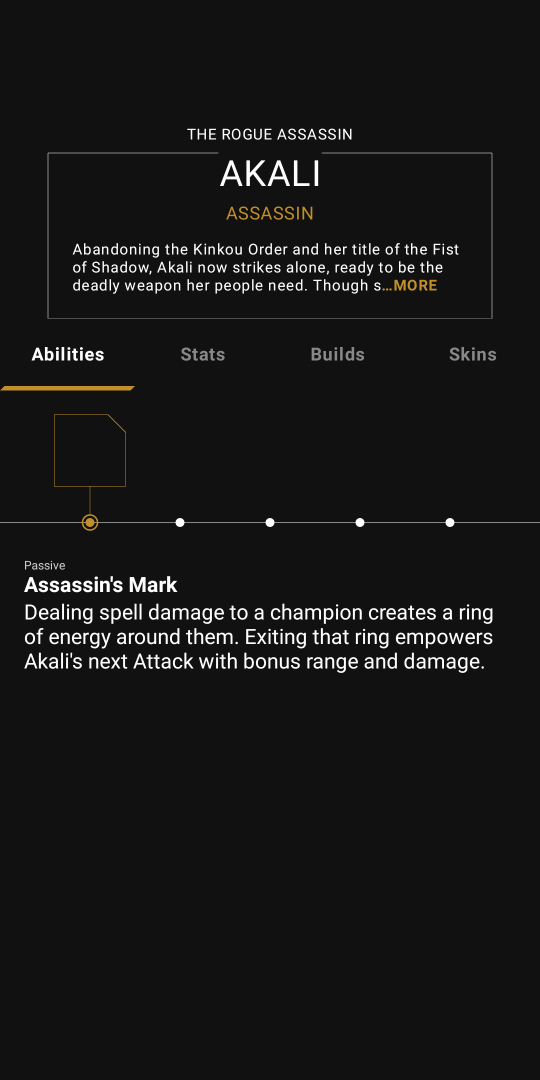 THE ROGUE ASSASSIN
AKALI
ASSASSIN
Abandoning the Kinkou Order and her title of the Fist
of Shadow, Akali now strikes alone, ready to be the
deadly weapon her people need. Though s...MORE
Abilities Stats Builds Skins
Passive
Assassin's Mark
Dealing spell damage to a champion creates a ring
of energy around them. Exiting that ring empowers
Akali's next Attack with bonus range and damage.